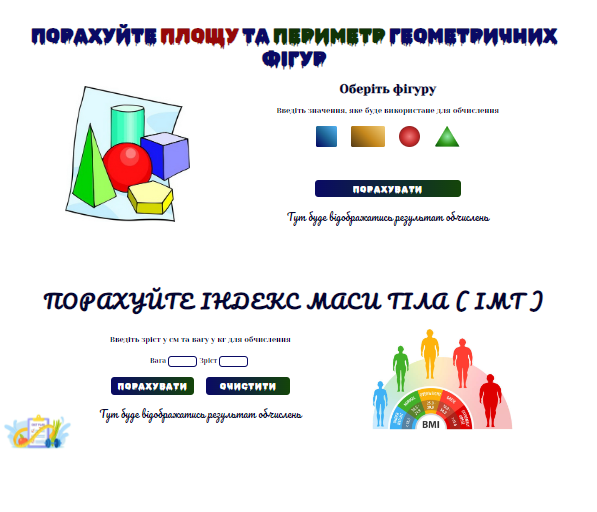 ПОРАХУЙТЕ ПЛОЩУ ТА ПЕРИМЕТР ГЕОМЕТРИЧНИХ
ФІГУР
Оберіть фігуру
Введіть значення, яке буде використане для обчислення
ПОРАХУВАТИ
Тут буде відображатись результат обчислень
ПОРАХУЙТЕ ІНДЕКС МАСИ ТІЛА ( ІМТ )
Введіть зріст у см та вагу у кг для обчислення
Вага Зріст
ПОРАХУВАТИ ОЧИСТИТИ
Тут буде відображатись результат обчислень
BMI